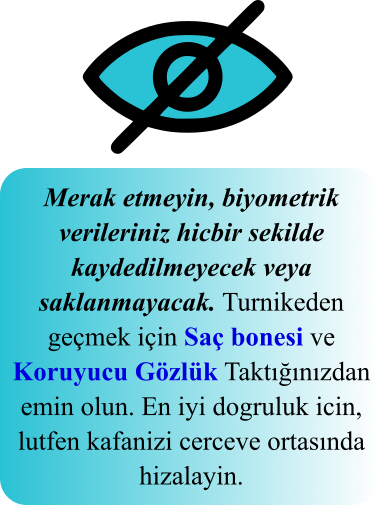 Merak etmeyin, biyometrik
verileriniz hicbir sekilde
kaydedilmeyecek veya
saklanmayacak. Turnikeden
geçmek için Saç bonesi ve
Koruyucu Gözlük Taktığınızdan
emin olun. En iyi dogruluk icin,
lutfen kafanizi cerceve ortasında
hizalayin.